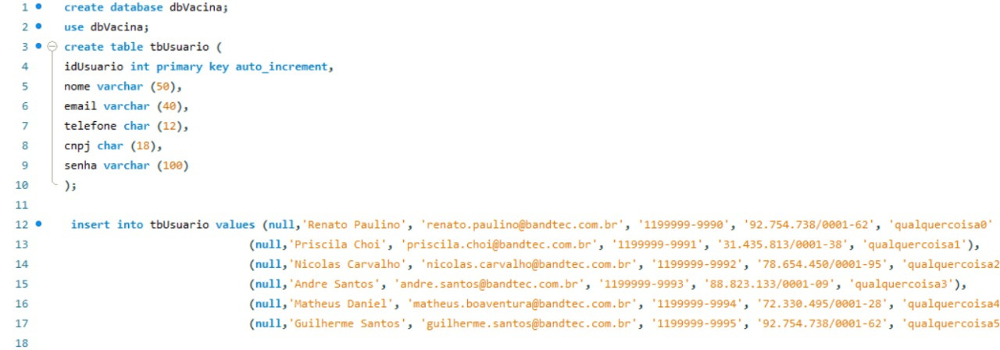 1 create database dbVacina;
2 use dbVacina;
3 create table tbUsuario (
4 idUsuario int primary key auto_increment,
5 nome varchar (50),
6 email varchar (40),
7 telefone char (12),
8 cnpj char (18),
9 senha varchar (100)
10 );
11
12 insert into tbUsuario values (null,'Renato Paulino', 'renato.paulino@bandtec.com.br', '1199999-9990', '92.754.738/0001-62', 'qualquercoisa0'
13 (null,'Priscila Choi', 'priscila.choi@bandtec.com.br', '1199999-9991', '31.435.813/0001-38', 'qualquercoisa1'),
14 (null,'Nicolas Carvalho', 'nicolas.carvalho@bandtec.com.br', '1199999-9992', '78.654.450/0001-95', 'qualquercoisa2
15 (null,'Andre Santos', 'andre.santos@bandtec.com.br', '1199999-9993', '88.823.133/0001-09', 'qualquercoisa3'),
16 (null,'Matheus Daniel', 'matheus.boaventura@bandtec.com.br', '1199999-9994', '72.330.495/0001-28', 'qualquercoisa4
17 (null,'Guilherme Santos', 'guilherme.santos@bandtec.com.br', '1199999-9995', '92.754.738/0001-62', 'qualquercoisa5
18